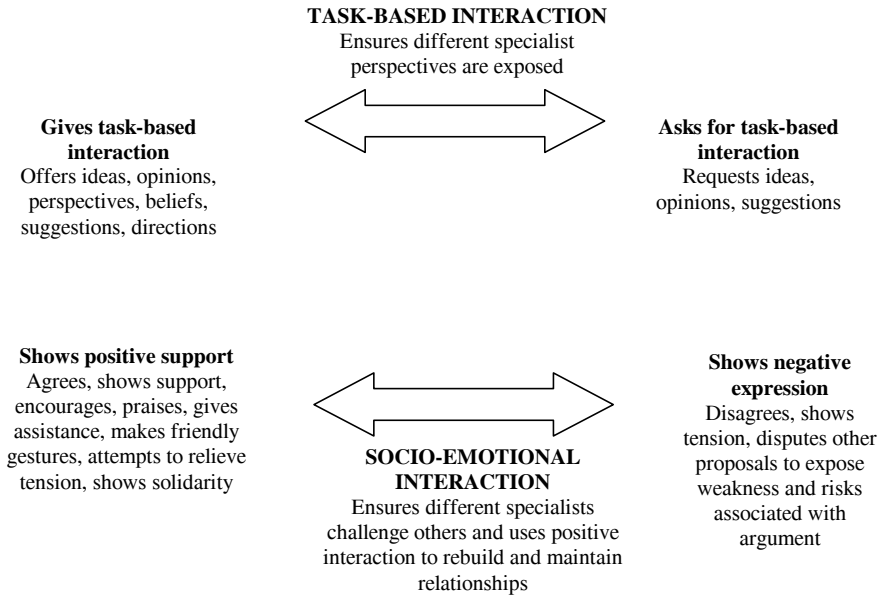 TASK-BASED INTERACTION
Ensures different specialist
perspectives are exposed
Gives task-based
interaction
Offers ideas, opinions,
perspectives, beliefs,
suggestions, directions
Asks for task-based
interaction
Requests ideas,
opinions, suggestions
Shows positive support
Agrees, shows support,
encourages, praises, gives
assistance, makes friendly
gestures, attempts to relieve
tension, shows solidarity
SOCIO-EMOTIONAL
INTERACTION
Ensures different specialists
challenge others and uses positive
interaction to rebuild and maintain
relationships
Shows negative
expression
Disagrees, shows
tension, disputes other
proposals to expose
weakness and risks
associated with
argument